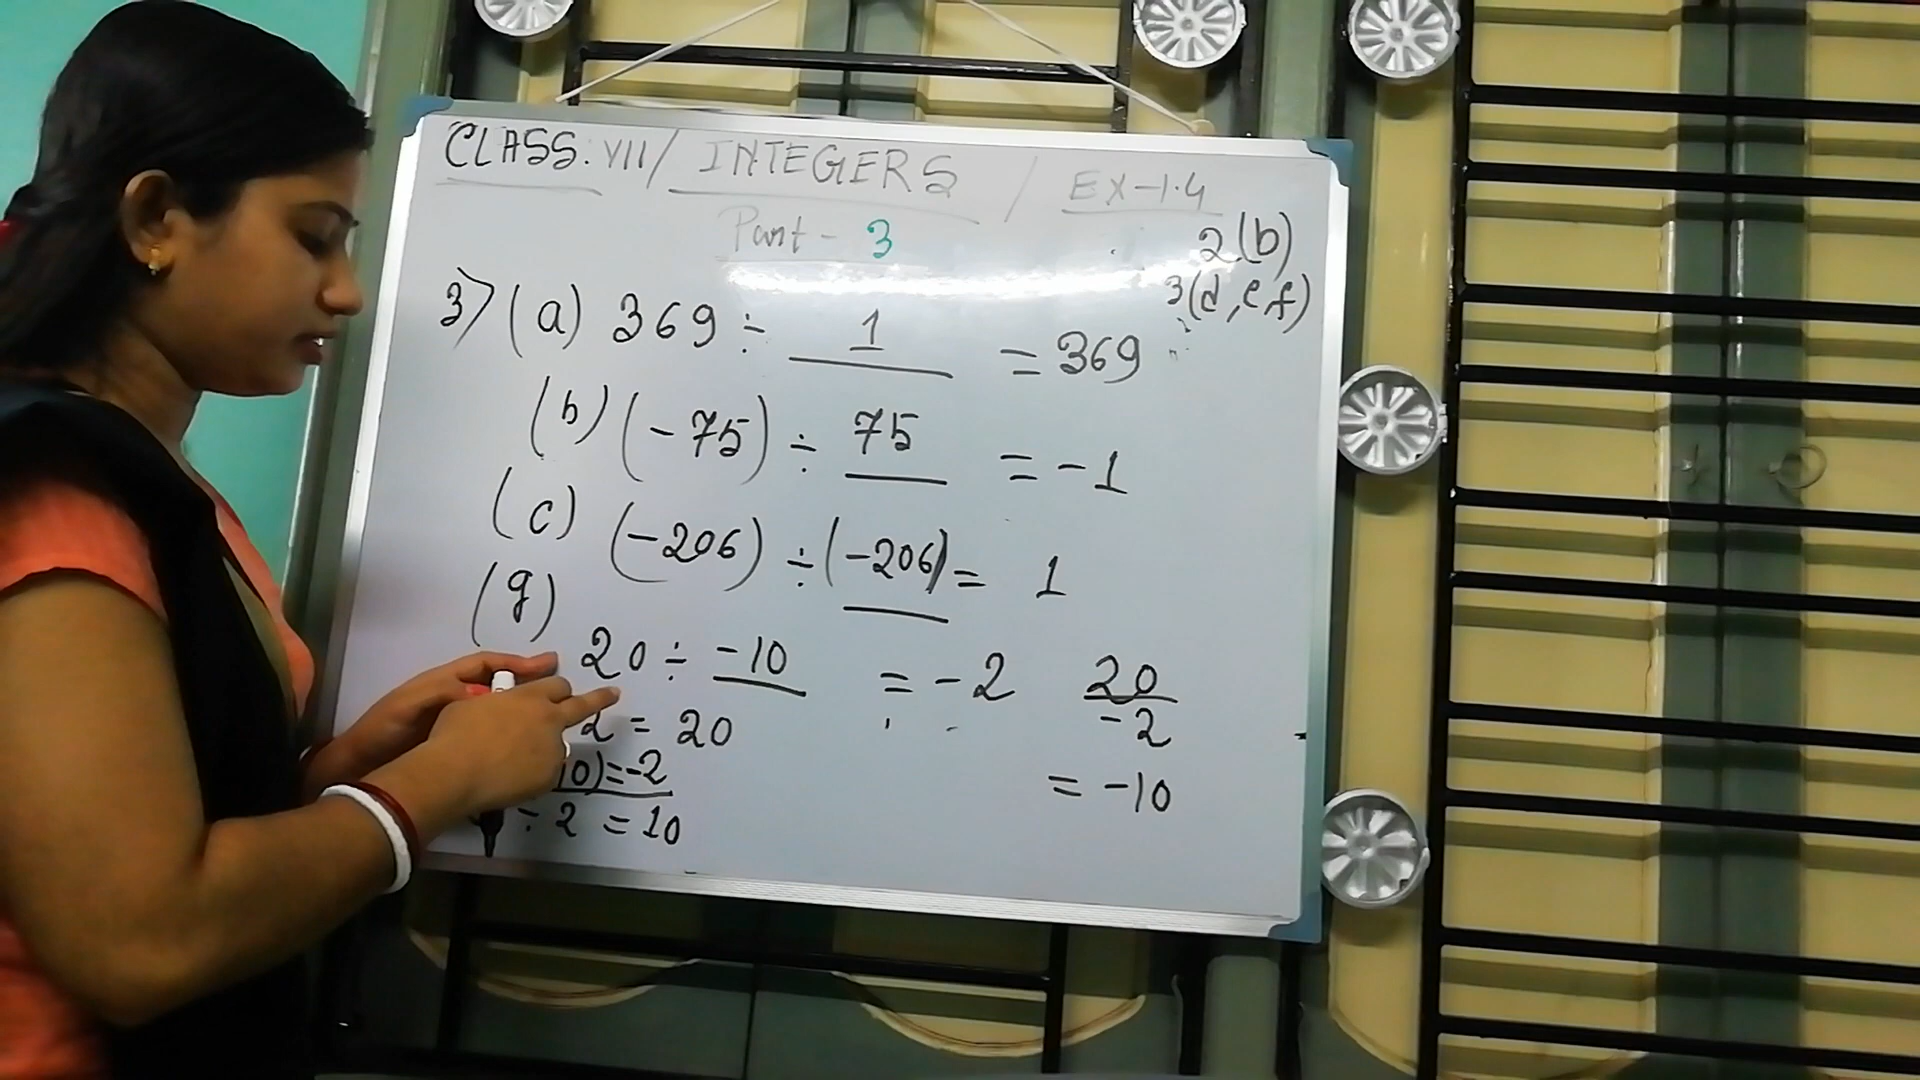 CLASS: VII / INTEGERS / EX-1.4
Part - 3
2(b)
3(d,e,f)
3> (a) 369 ÷ 1 = 369
(b) (-75) ÷ 75 = -1
(c) (-206) ÷ (-206) = 1
(g) 20 ÷ -10 = -2
20/-2
= -10
2 = 20
10) = -2
÷ 2 = 10